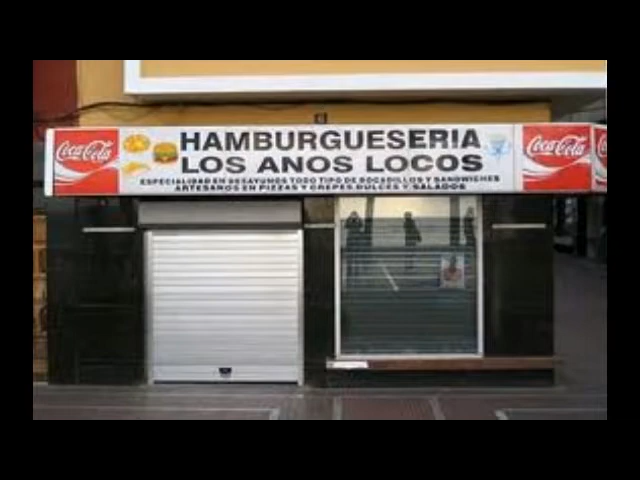 HAMBURGUESERIA
LOS ANOS LOCOS
ESPECIALIDAD EN DESAYUNOS TODO TIPO DE BOCADILLOS Y SANDWICHES
ARTESANOS EN PIZZAS Y CREPES DULCES Y SALADOS
Coca-Cola
Coca-Cola